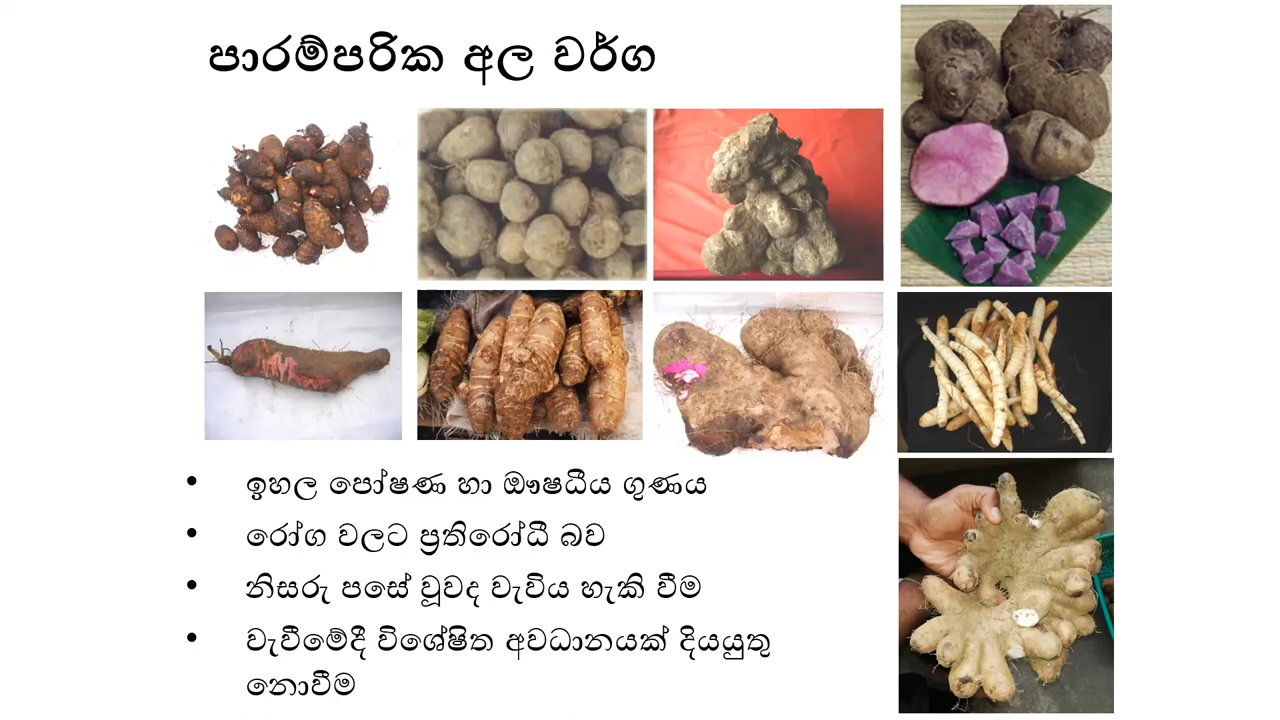 පාරම්පරික අල වර්ග
• ඉහල පෝෂණ හා ඖෂධීය ගුණය
• රෝග වලට ප්‍රතිරෝධී බව
• නිසරු පසේ වූවද වැවිය හැකි වීම
• වැවීමේදී විශේෂිත අවධානයක් දියයුතු
නොවීම